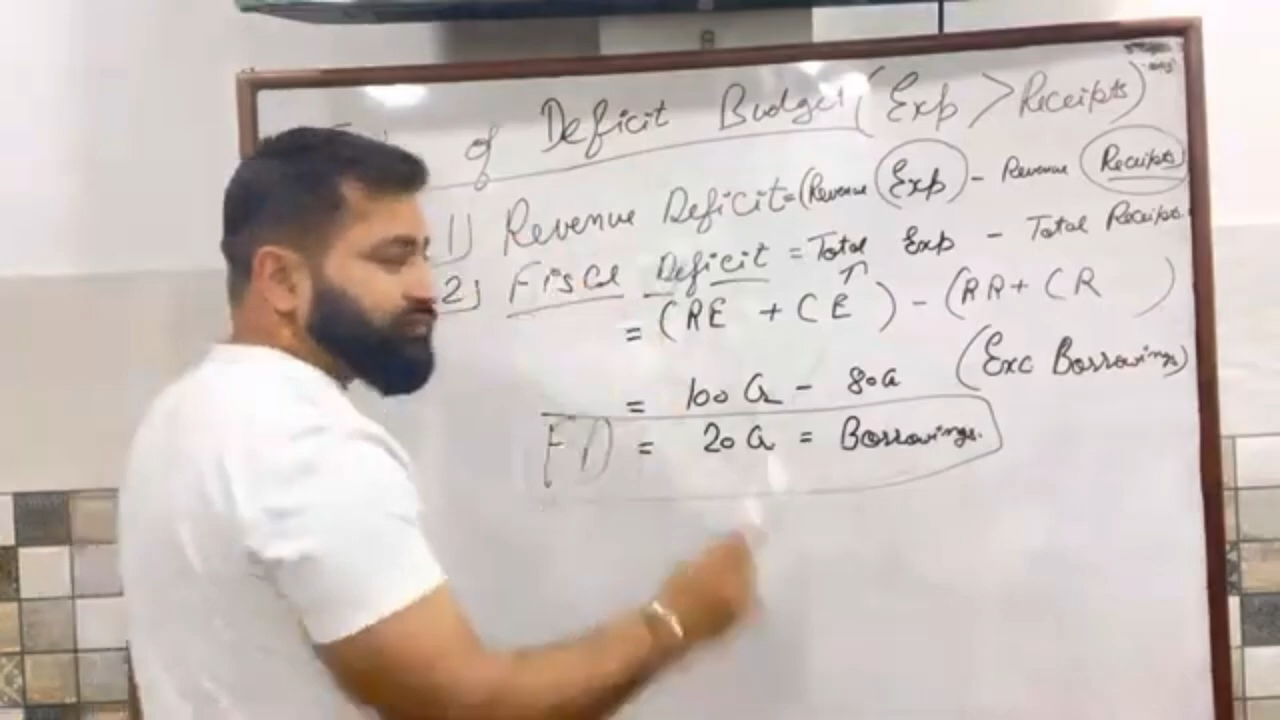 of Deficit Budget (Exp > Receipts)
1) Revenue Deficit = (Revenue Exp) - Revenue Receipts
2) Fiscal Deficit = Total Exp - Total Receipts.
= (RE + CE) - (RR + CR )
(Exc Borrowings)
= 100 Cr - 80 Cr
FD = 20 Cr = Borrowings.